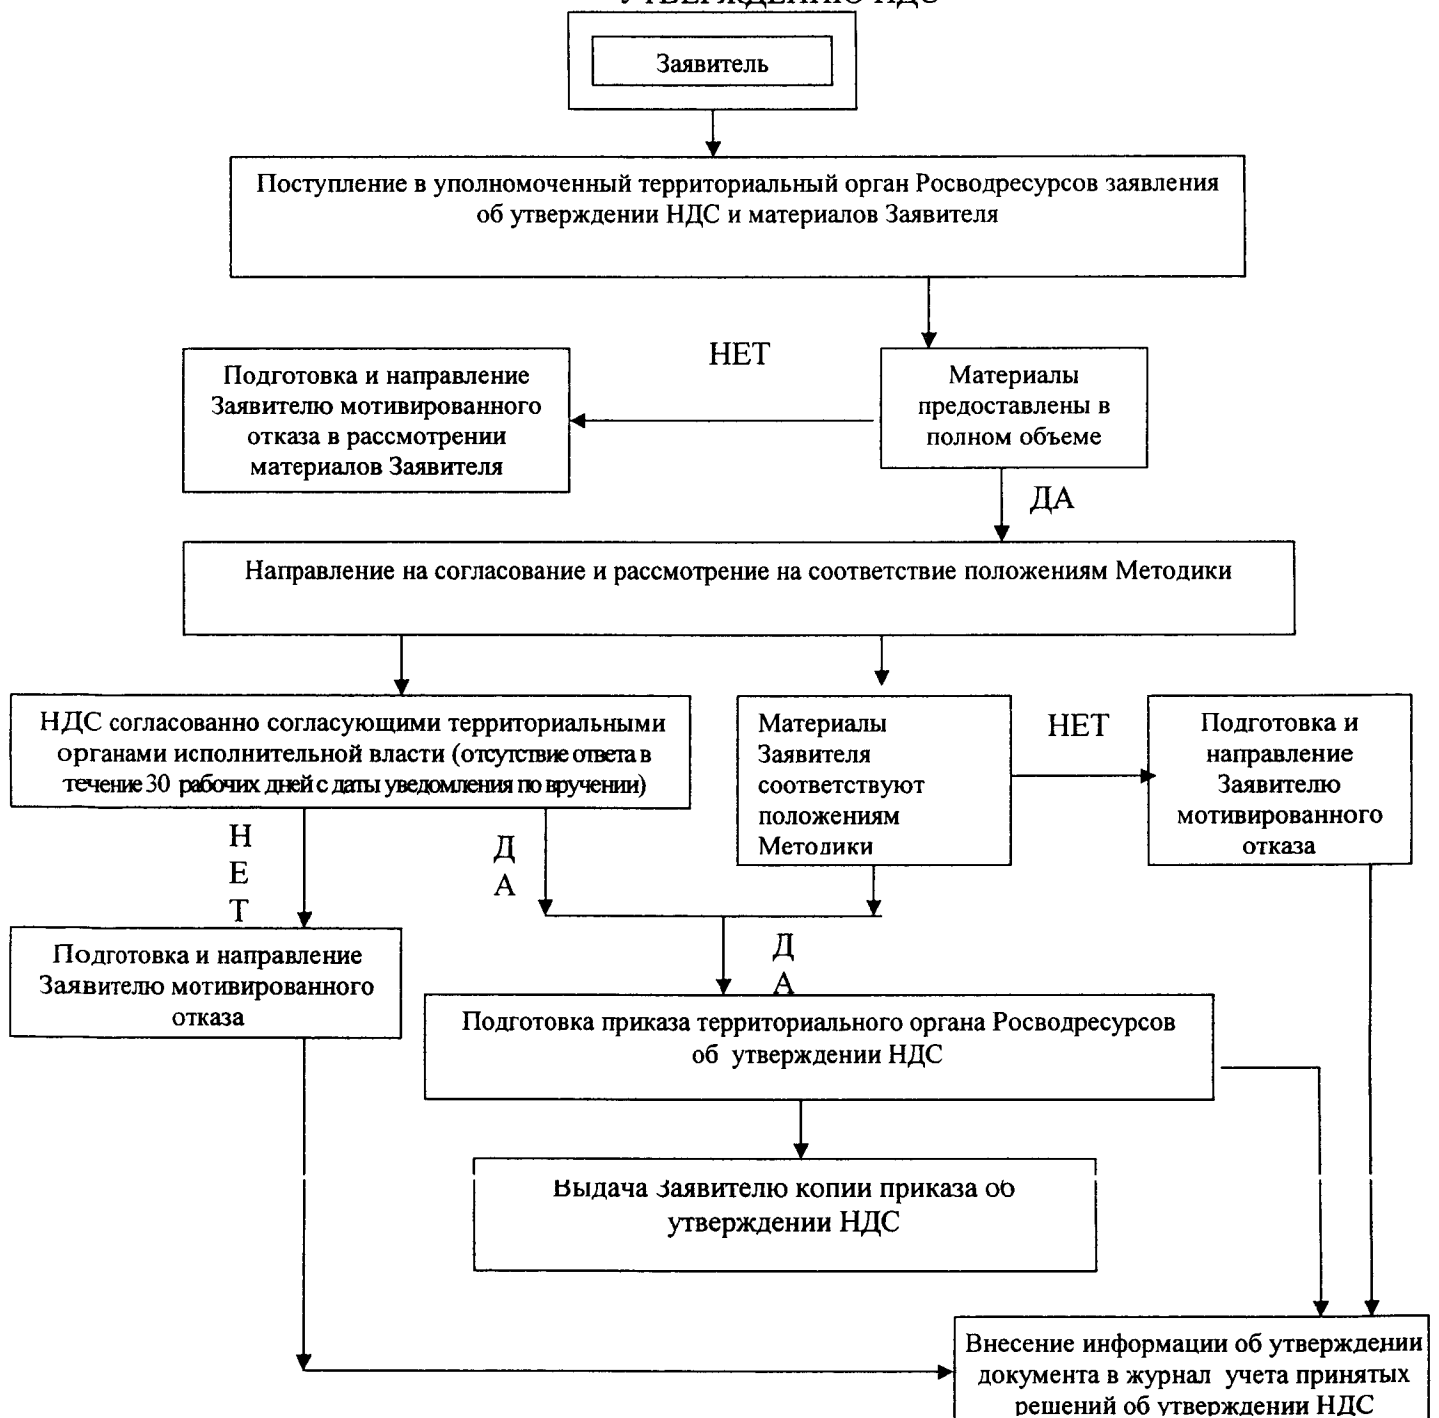 УТВЕРЖДЕНИЮ НДС
Заявитель
Поступление в уполномоченный территориальный орган Росводресурсов заявления
об утверждении НДС и материалов Заявителя
НЕТ
Подготовка и направление
Заявителю мотивированного
отказа в рассмотрении
материалов Заявителя
Материалы
предоставлены в
полном объеме
ДА
Направление на согласование и рассмотрение на соответствие положениям Методики
НДС согласованно согласующими территориальными
органами исполнительной власти (отсутствие ответа в
течение 30 рабочих дней с даты уведомления по вручении)
Материалы
Заявителя
соответствуют
положениям
Методики
НЕТ
Подготовка и
направление
Заявителю
мотивированного
отказа
Н
Е
Т
Д
А
Подготовка и направление
Заявителю мотивированного
отказа
Д
А
Подготовка приказа территориального органа Росводресурсов
об утверждении НДС
Выдача Заявителю копии приказа об
утверждении НДС
Внесение информации об утверждении
документа в журнал учета принятых
решений об утверждении НДС